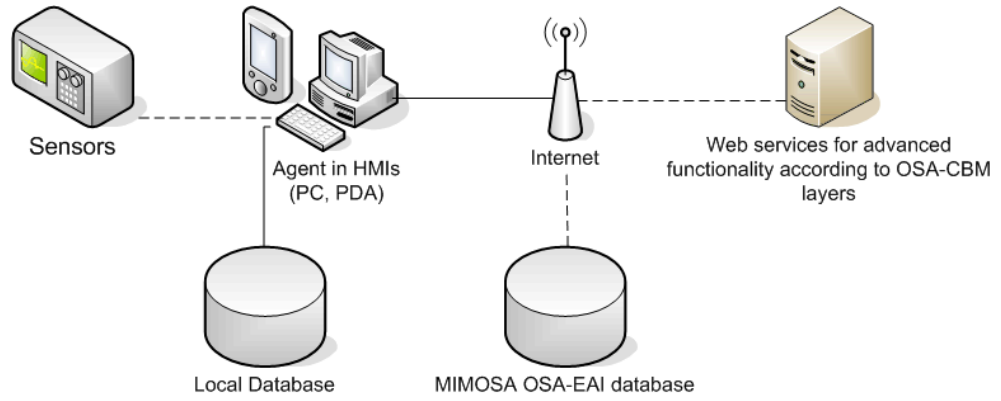 Sensors
Agent in HMIs
(PC, PDA)
Internet
Web services for advanced
functionality according to OSA-CBM
layers
Local Database
MIMOSA OSA-EAI database